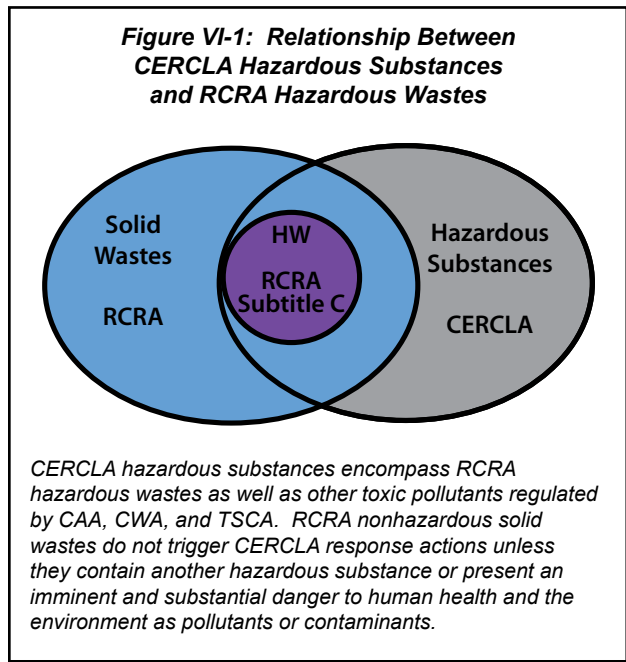 Figure VI-1: Relationship Between
CERCLA Hazardous Substances
and RCRA Hazardous Wastes
Solid
Wastes
RCRA
HW
RCRA
Subtitle C
Hazardous
Substances
CERCLA
CERCLA hazardous substances encompass RCRA
hazardous wastes as well as other toxic pollutants regulated
by CAA, CWA, and TSCA. RCRA nonhazardous solid
wastes do not trigger CERCLA response actions unless
they contain another hazardous substance or present an
imminent and substantial danger to human health and the
environment as pollutants or contaminants.